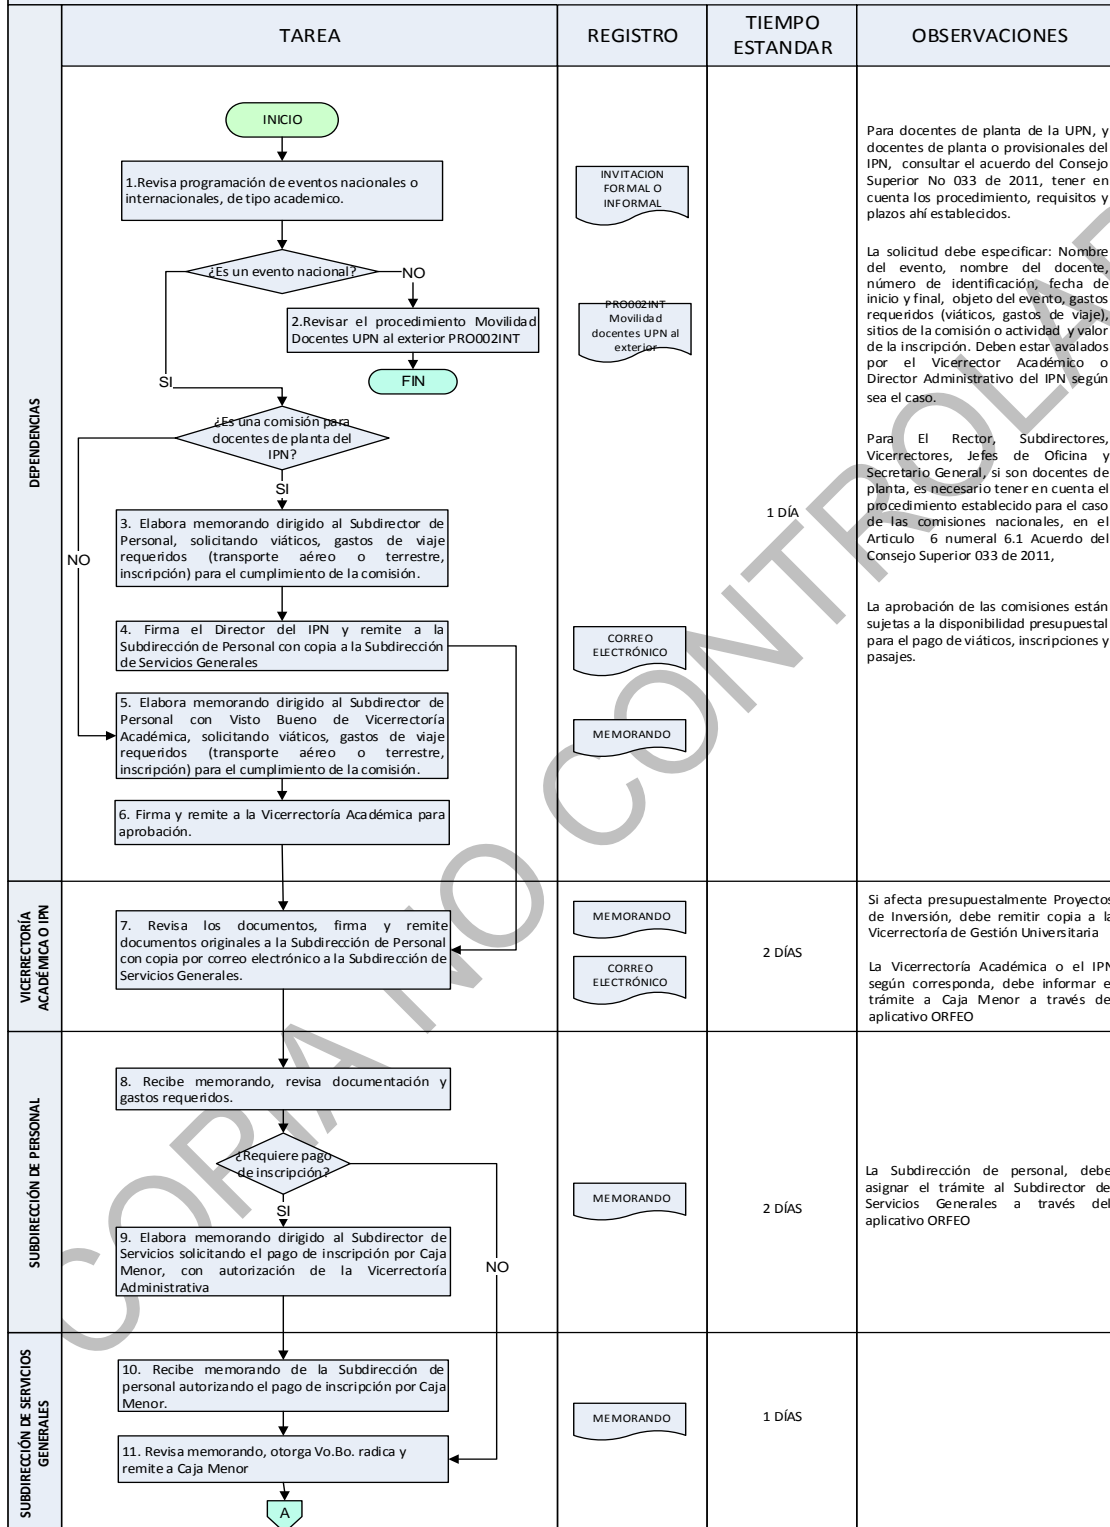 TAREA
REGISTRO
TIEMPO
ESTANDAR
OBSERVACIONES
DEPENDENCIAS
INICIO
1.Revisa programación de eventos nacionales o
internacionales, de tipo academico.
¿Es un evento nacional?
NO
2.Revisar el procedimiento Movilidad
Docentes UPN al exterior PRO002INT
FIN
SI
¿Es una comisión para
docentes de planta del
IPN?
SI
NO
3. Elabora memorando dirigido al Subdirector de
Personal, solicitando viáticos, gastos de viaje
requeridos (transporte aéreo o terrestre,
inscripción) para el cumplimiento de la comisión.
4. Firma el Director del IPN y remite a la
Subdirección de Personal con copia a la Subdirección
de Servicios Generales
5. Elabora memorando dirigido al Subdirector de
Personal con Visto Bueno de Vicerrectoría
Académica, solicitando viáticos, gastos de viaje
requeridos (transporte aéreo o terrestre,
inscripción) para el cumplimiento de la comisión.
6. Firma y remite a la Vicerrectoría Académica para
aprobación.
INVITACION
FORMAL O
INFORMAL
PRO002INT
Movilidad
docentes UPN al
exterior
CORREO
ELECTRÓNICO
MEMORANDO
1 DÍA
Para docentes de planta de la UPN, y
docentes de planta o provisionales del
IPN, consultar el acuerdo del Consejo
Superior No 033 de 2011, tener en
cuenta los procedimiento, requisitos y
plazos ahí establecidos.
La solicitud debe especificar: Nombre
del evento, nombre del docente,
número de identificación, fecha de
inicio y final, objeto del evento, gastos
requeridos (viáticos, gastos de viaje),
sitios de la comisión o actividad y valor
de la inscripción. Deben estar avalados
por el Vicerrector Académico o
Director Administrativo del IPN según
sea el caso.
Para El Rector, Subdirectores,
Vicerrectores, Jefes de Oficina y
Secretario General, si son docentes de
planta, es necesario tener en cuenta el
procedimiento establecido para el caso
de las comisiones nacionales, en el
Articulo 6 numeral 6.1 Acuerdo del
Consejo Superior 033 de 2011,
La aprobación de las comisiones están
sujetas a la disponibilidad presupuestal
para el pago de viáticos, inscripciones y
pasajes.
VICERRECTORÍA
ACADÉMICA O IPN
7. Revisa los documentos, firma y remite
documentos originales a la Subdirección de Personal
con copia por correo electrónico a la Subdirección de
Servicios Generales.
MEMORANDO
CORREO
ELECTRÓNICO
2 DÍAS
Si afecta presupuestalmente Proyectos
de Inversión, debe remitir copia a la
Vicerrectoría de Gestión Universitaria
La Vicerrectoría Académica o el IPN
según corresponda, debe informar e
trámite a Caja Menor a través de
aplicativo ORFEO
SUBDIRECCIÓN DE PERSONAL
8. Recibe memorando, revisa documentación y
gastos requeridos.
¿Requiere pago
de inscripción?
SI
NO
9. Elabora memorando dirigido al Subdirector de
Servicios solicitando el pago de inscripción por Caja
Menor, con autorización de la Vicerrectoría
Administrativa
MEMORANDO
2 DÍAS
La Subdirección de personal, debe
asignar el trámite al Subdirector de
Servicios Generales a través del
aplicativo ORFEO
SUBDIRECCIÓN DE SERVICIOS
GENERALES
10. Recibe memorando de la Subdirección de
personal autorizando el pago de inscripción por Caja
Menor.
11. Revisa memorando, otorga Vo.Bo. radica y
remite a Caja Menor
A
MEMORANDO
1 DÍAS
COPIA NO CONTROLAD